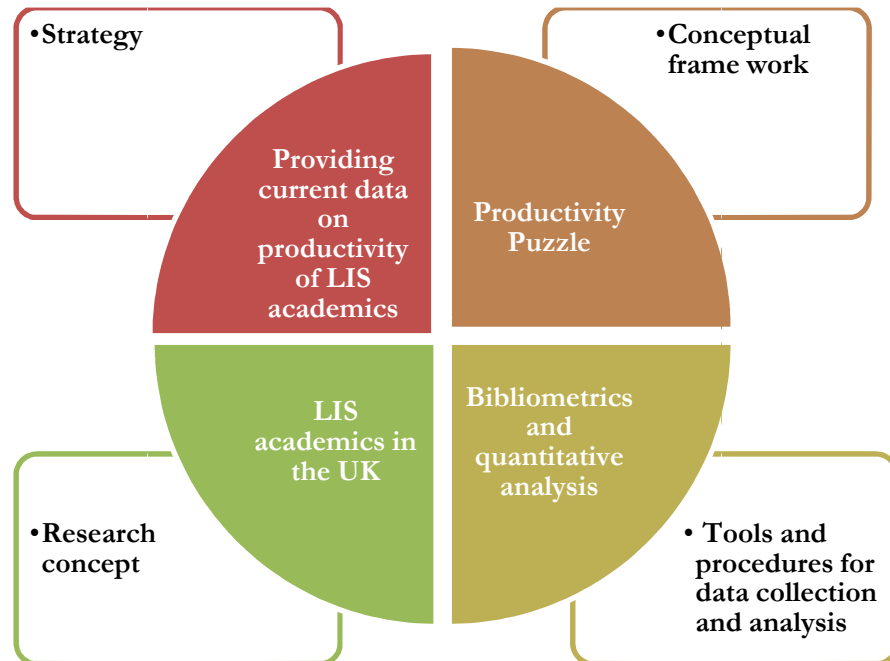 •Strategy
•Conceptual
frame work
Providing
current data
on
productivity
of LIS
academics
Productivity
Puzzle
LIS
academics in
the UK
Bibliometrics
and
quantitative
analysis
•Research
concept
• Tools and
procedures for
data collection
and analysis